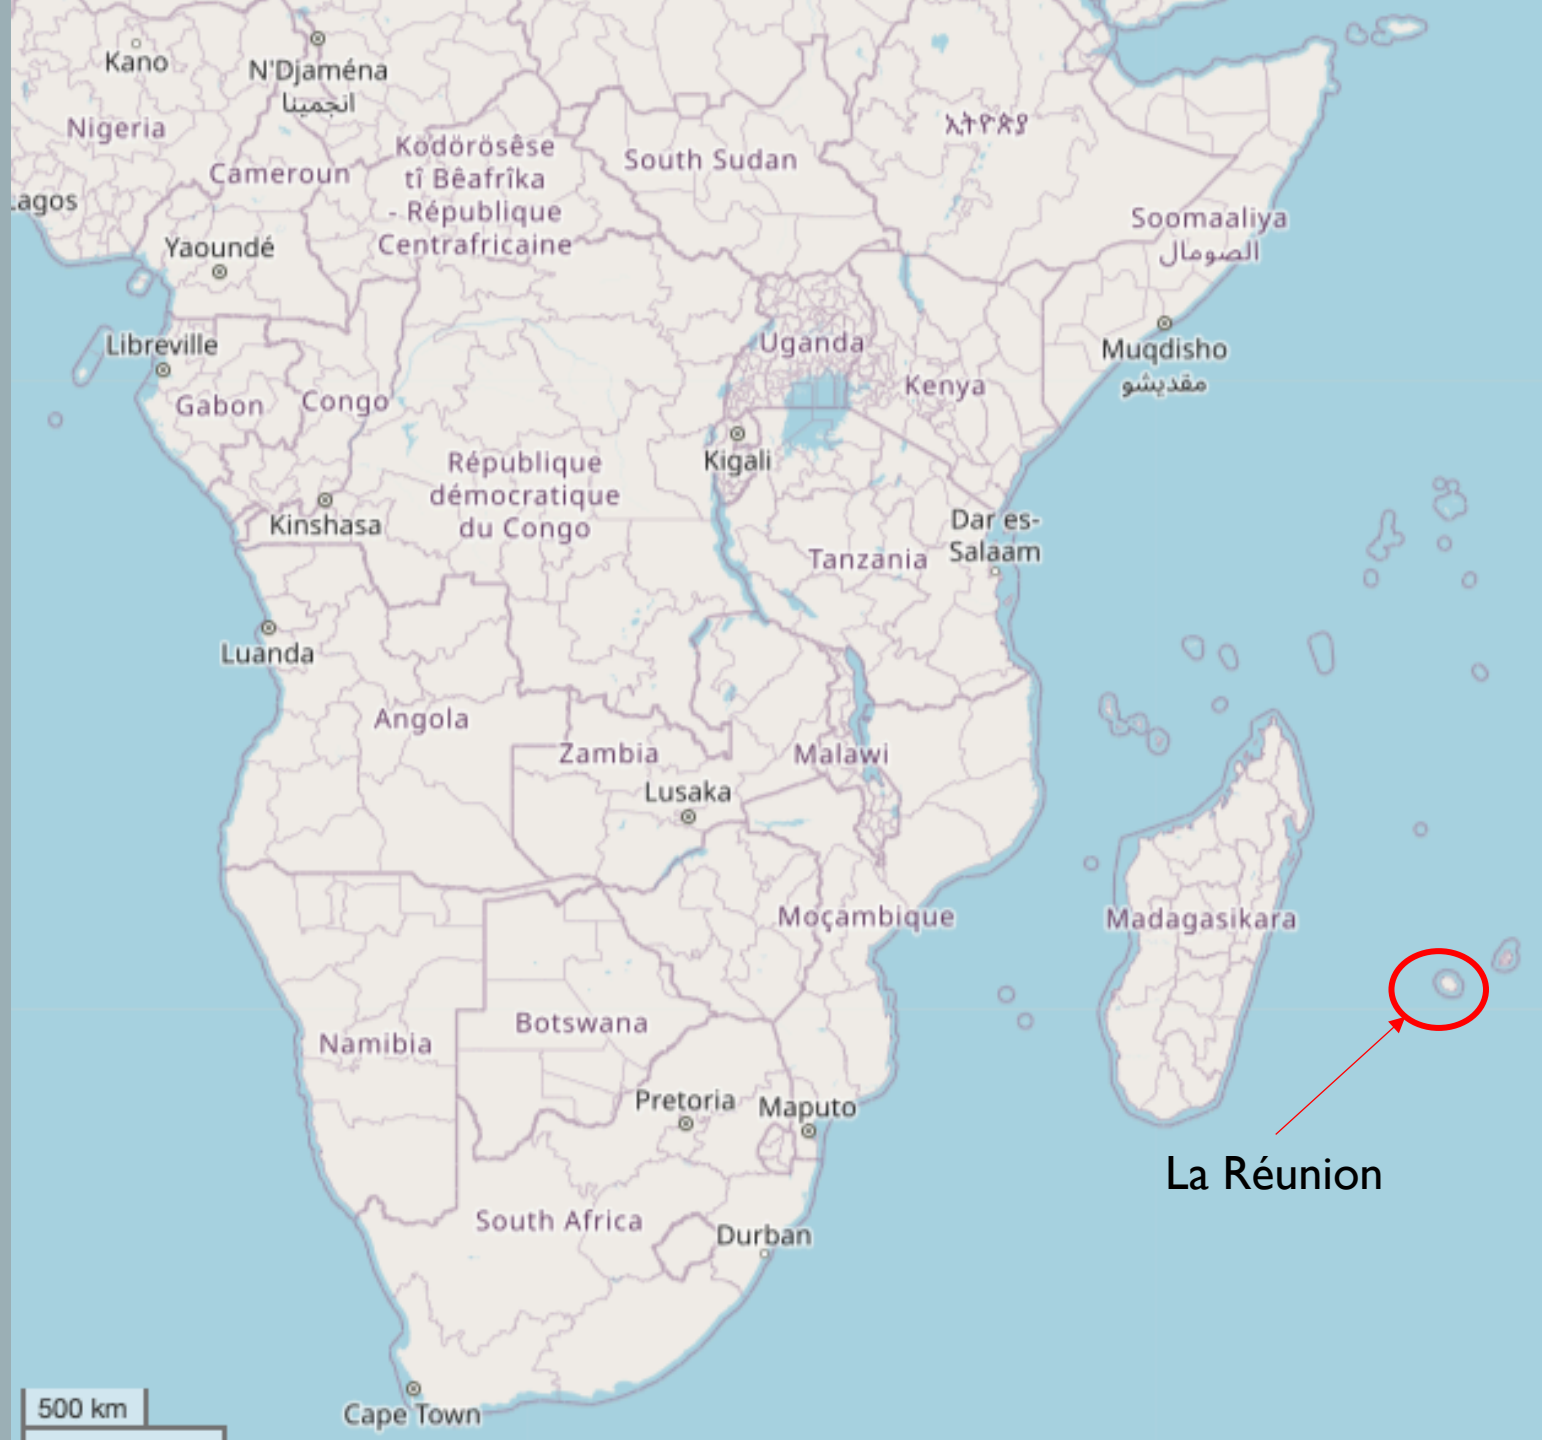 Kano
N'Djaména
انجمينا
Nigeria
Ködörösêse
tî Bêafrîka
- République
Centrafricaine
South Sudan
ኢትዮጵያ
Cameroun
Lagos
Soomaaliya
الصومال
Yaoundé
Libreville
Uganda
Muqdisho
مقديشو
Kenya
Gabon
Congo
Kigali
République
démocratique
du Congo
Kinshasa
Dar es-
Salaam
Tanzania
Luanda
Angola
Zambia
Malawi
Lusaka
Moçambique
Madagasikara
Botswana
Namibia
Pretoria
Maputo
La Réunion
South Africa
Durban
500 km
Cape Town